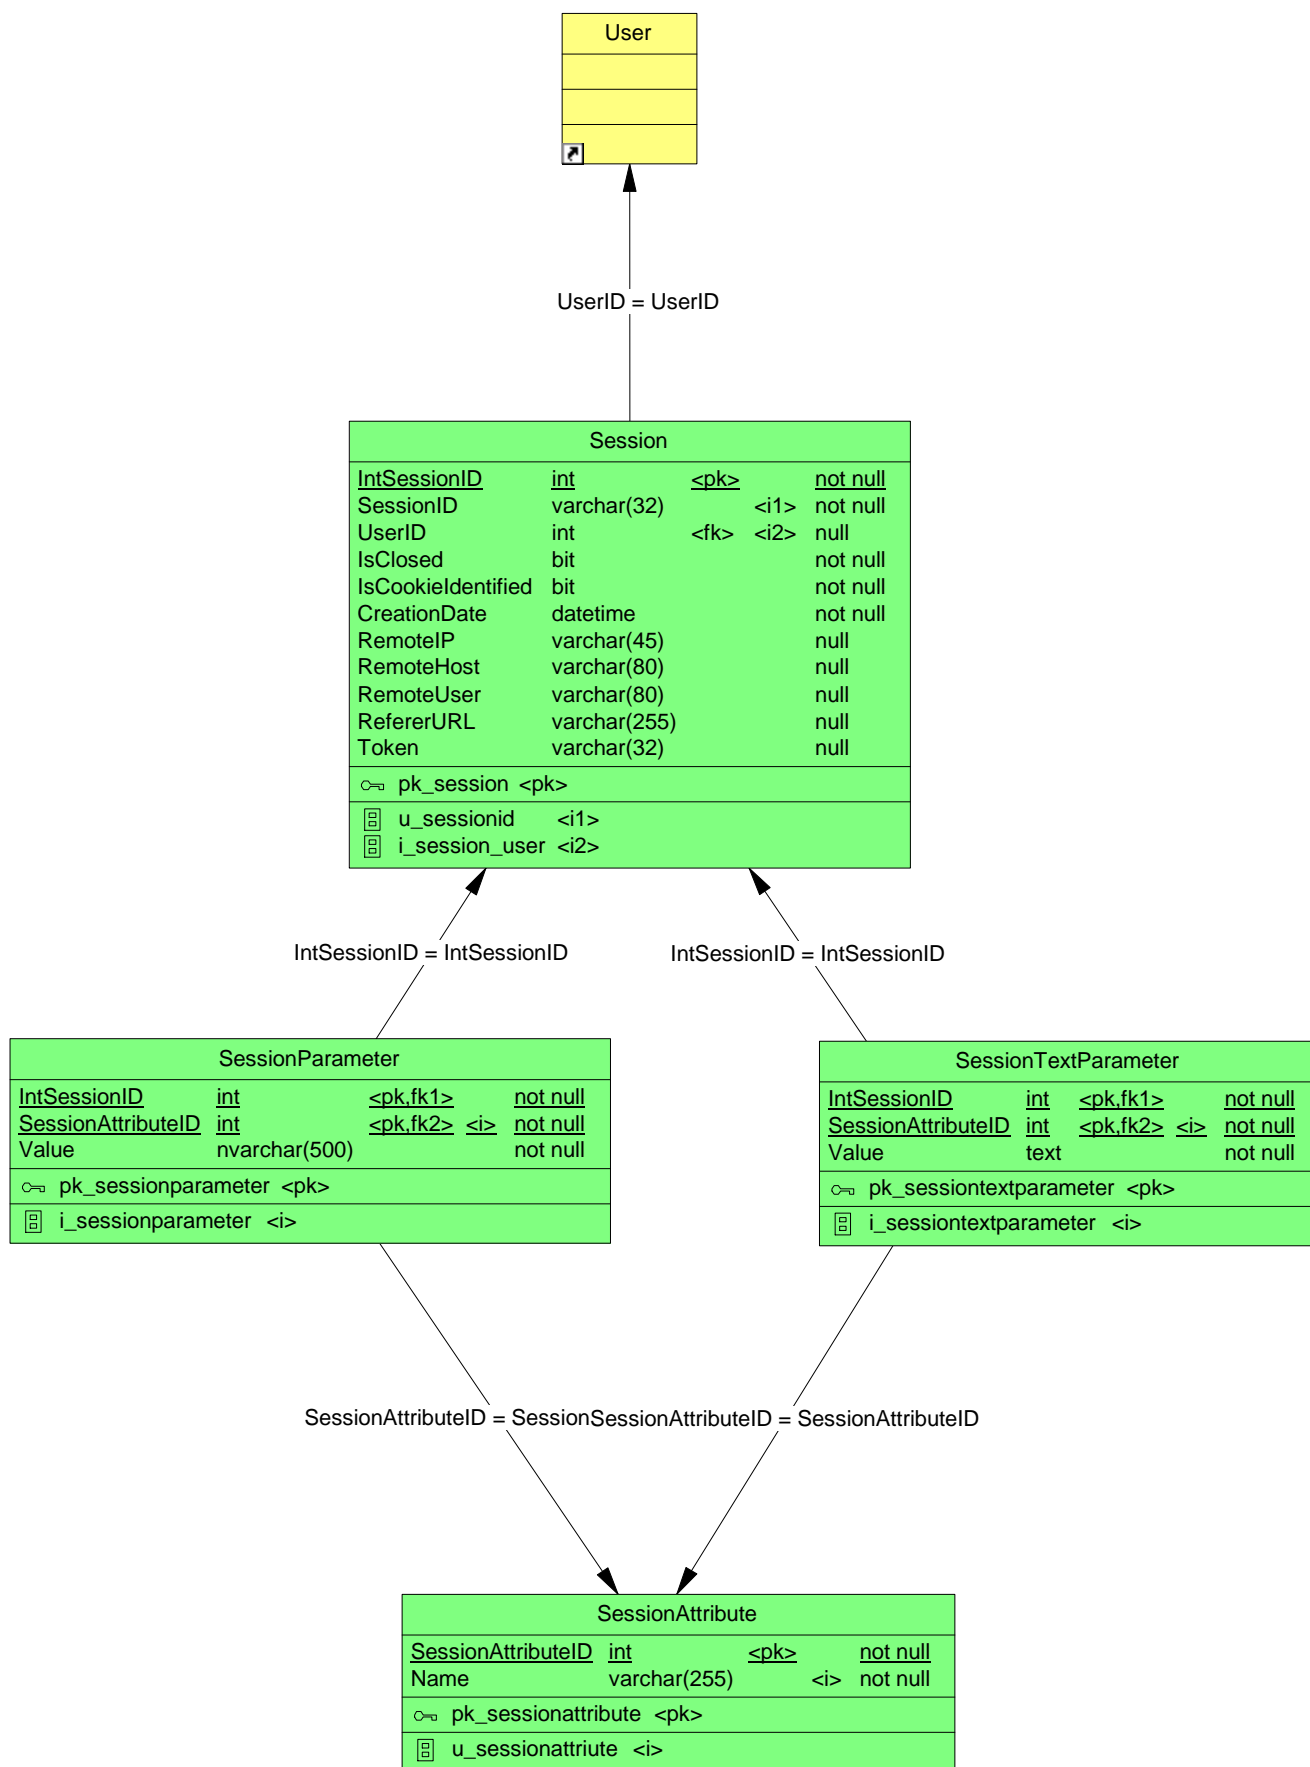 User
UserID = UserID
Session
IntSessionID int <pk> not null
SessionID varchar(32) <i1> not null
UserID int <fk> <i2> null
IsClosed bit not null
IsCookieIdentified bit not null
CreationDate datetime not null
RemoteIP varchar(45) null
RemoteHost varchar(80) null
RemoteUser varchar(80) null
RefererURL varchar(255) null
Token varchar(32) null
pk_session <pk>
u_sessionid <i1>
i_session_user <i2>
IntSessionID = IntSessionID
IntSessionID = IntSessionID
SessionParameter
IntSessionID int <pk,fk1> not null
SessionAttributeID int <pk,fk2> <i> not null
Value nvarchar(500) not null
pk_sessionparameter <pk>
i_sessionparameter <i>
SessionTextParameter
IntSessionID int <pk,fk1> not null
SessionAttributeID int <pk,fk2> <i> not null
Value text not null
pk_sessiontextparameter <pk>
i_sessiontextparameter <i>
SessionAttributeID = SessionSessionAttributeID = SessionAttributeID
SessionAttribute
SessionAttributeID int <pk> not null
Name varchar(255) <i> not null
pk_sessionattribute <pk>
u_sessionattriute <i>